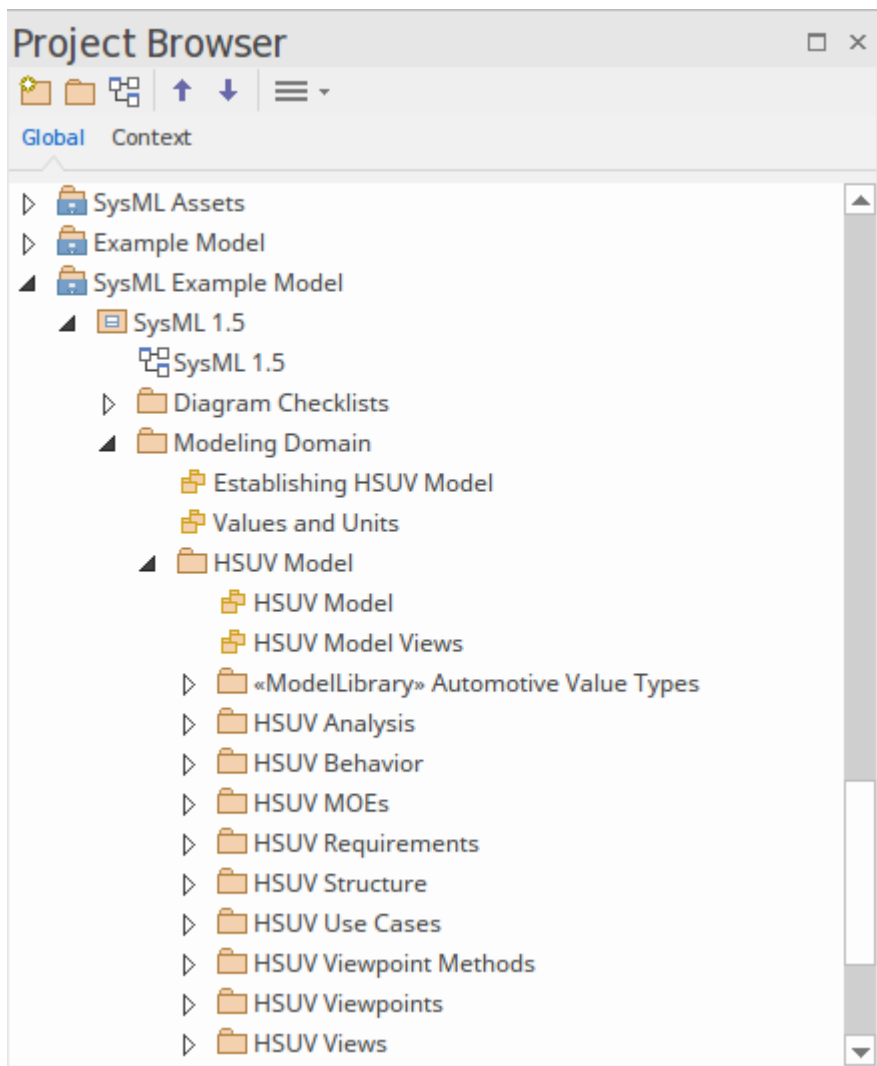 Project Browser
Global Context
SysML Assets
Example Model
SysML Example Model
SysML 1.5
SysML 1.5
Diagram Checklists
Modeling Domain
Establishing HSUV Model
Values and Units
HSUV Model
HSUV Model
HSUV Model Views
«ModelLibrary» Automotive Value Types
HSUV Analysis
HSUV Behavior
HSUV MOEs
HSUV Requirements
HSUV Structure
HSUV Use Cases
HSUV Viewpoint Methods
HSUV Viewpoints
HSUV Views